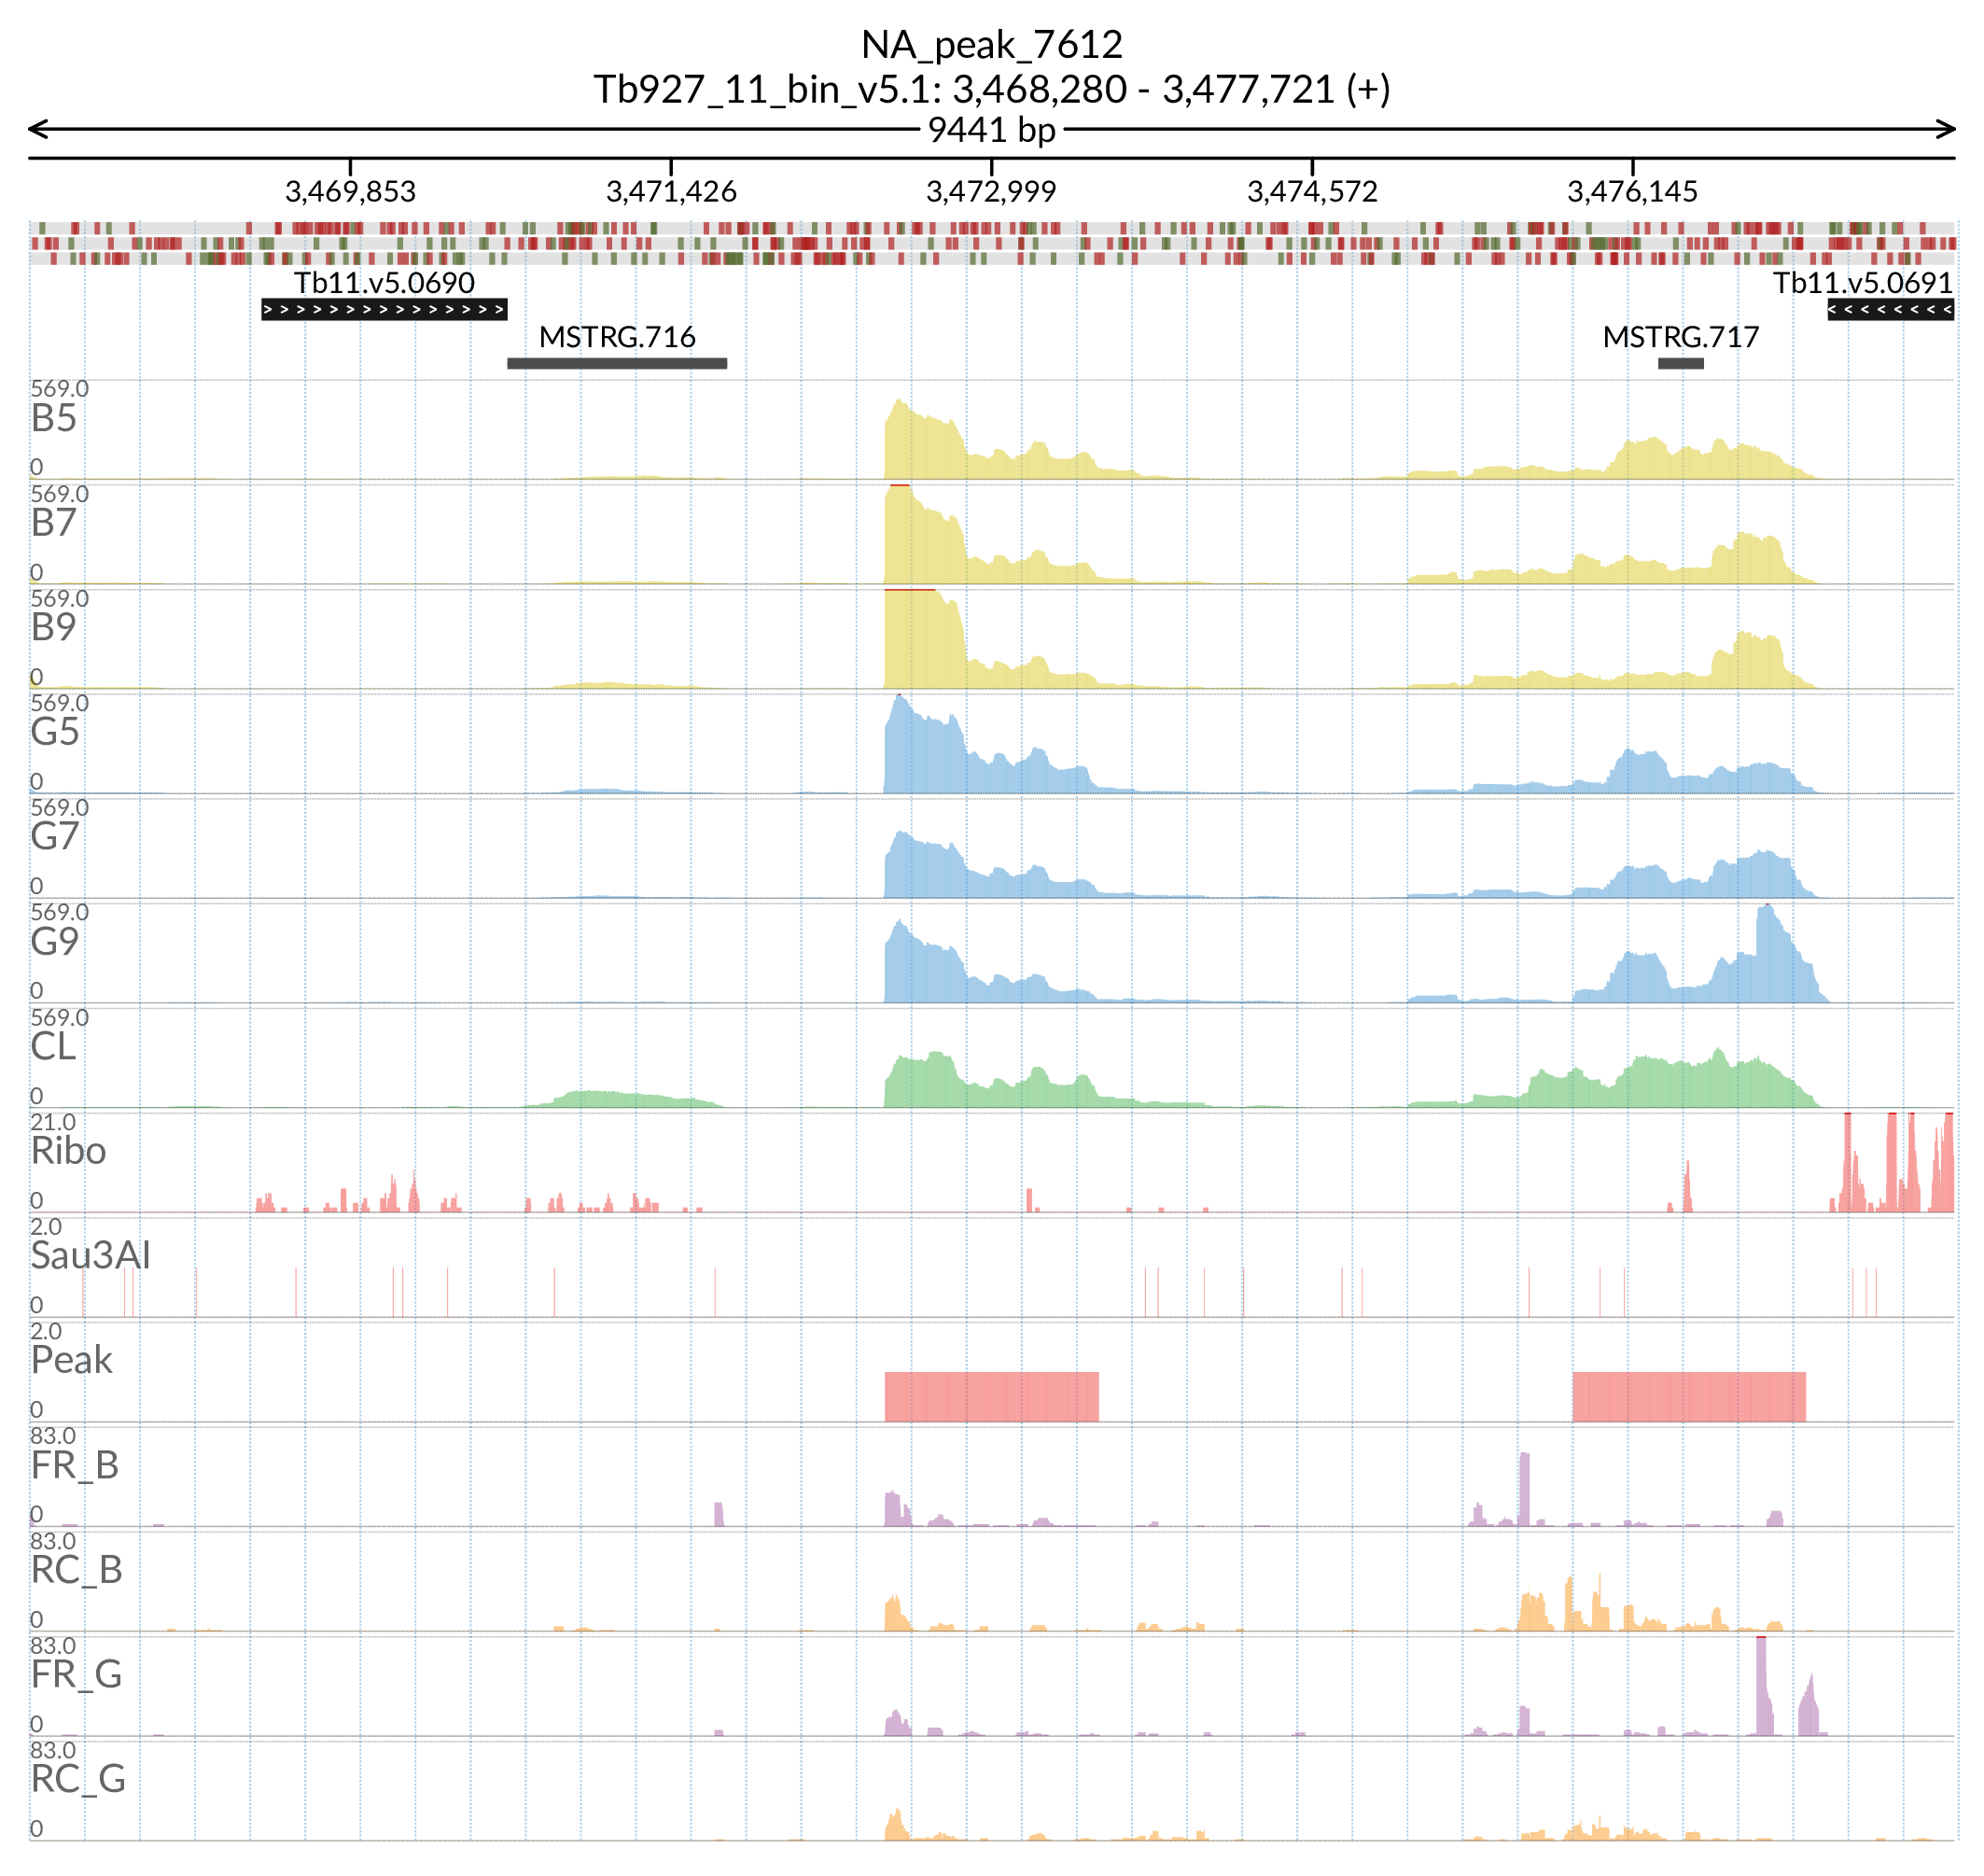 NA_peak_7612
Tb927_11_bin_v5.1: 3,468,280 - 3,477,721 (+)
9441 bp
3,469,853 3,471,426 3,472,999 3,474,572 3,476,145
Tb11.v5.0690 Tb11.v5.0691
MSTRG.716 MSTRG.717
569.0
B5
0
569.0
B7
0
569.0
B9
0
569.0
G5
0
569.0
G7
0
569.0
G9
0
569.0
CL
0
21.0
Ribo
0
2.0
Sau3AI
0
2.0
Peak
0
83.0
FR_B
0
83.0
RC_B
0
83.0
FR_G
0
83.0
RC_G
0